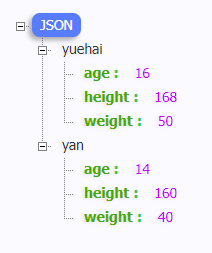 JSON
yuehai
age : 16
height : 168
weight : 50
yan
age : 14
height : 160
weight : 40